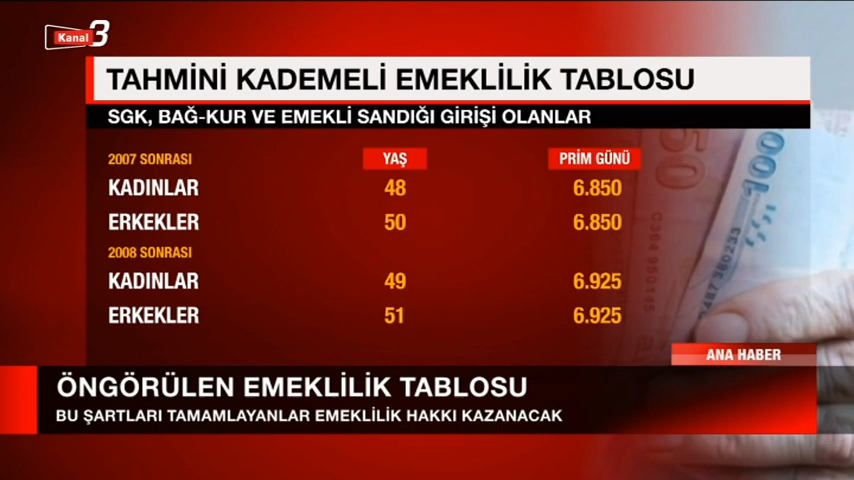 Kanal 3
TAHMİNİ KADEMELİ EMEKLİLİK TABLOSU
SGK, BAĞ-KUR VE EMEKLİ SANDIĞI GİRİŞİ OLANLAR
2007 SONRASI YAŞ PRİM GÜNÜ
KADINLAR 48 6.850
ERKEKLER 50 6.850
2008 SONRASI
KADINLAR 49 6.925
ERKEKLER 51 6.925
100
ANA HABER
ÖNGÖRÜLEN EMEKLİLİK TABLOSU
BU ŞARTLARI TAMAMLAYANLAR EMEKLİLİK HAKKI KAZANACAK